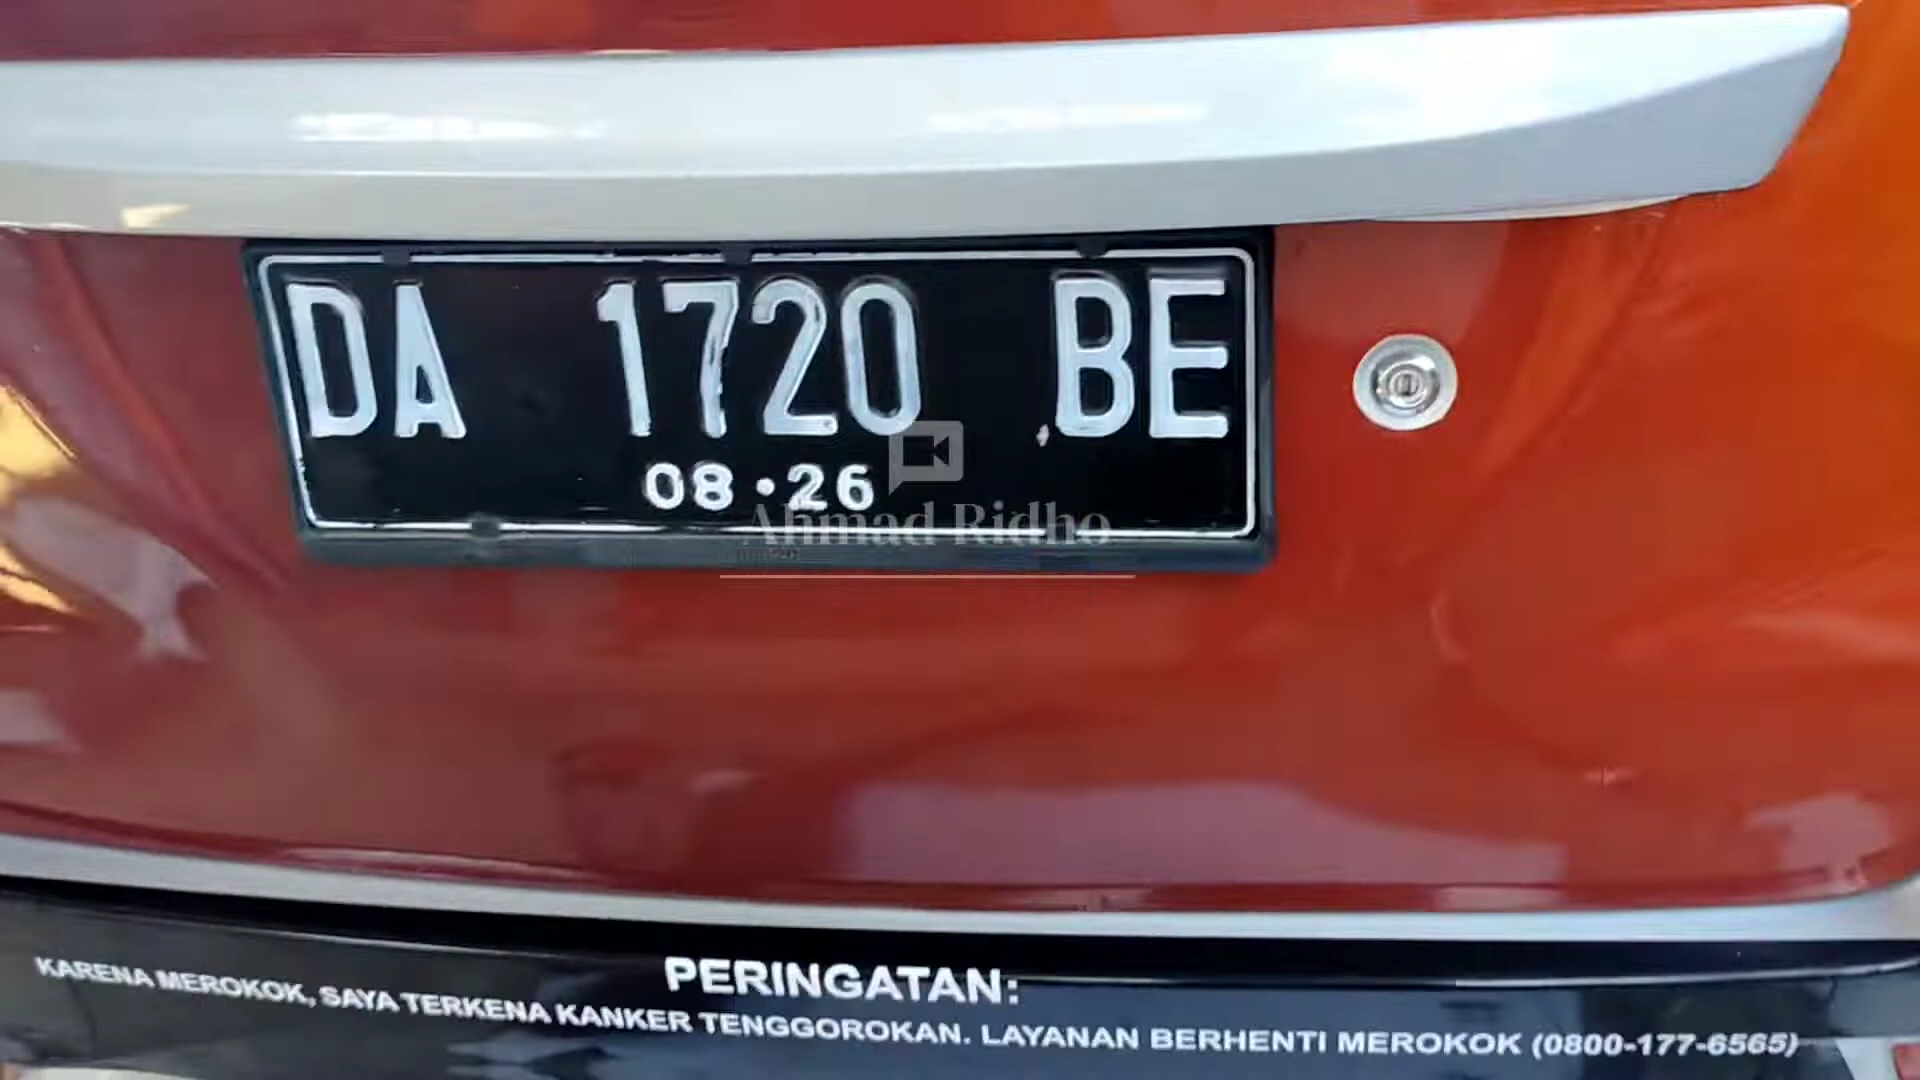 DA 1720 BE
08•26
Ahmad Ridho
PERINGATAN:
KARENA MEROKOK, SAYA TERKENA KANKER TENGGOROKAN. LAYANAN BERHENTI MEROKOK (0800-177-6565)